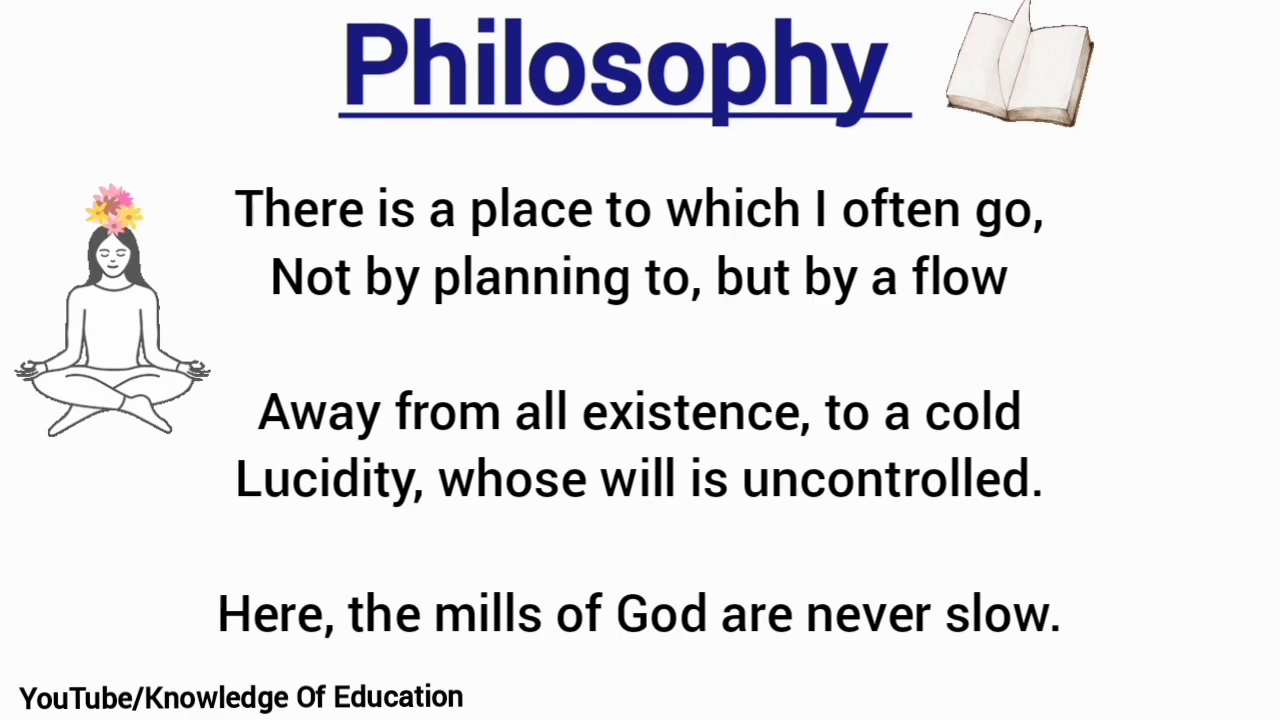 Philosophy
There is a place to which I often go,
Not by planning to, but by a flow
Away from all existence, to a cold
Lucidity, whose will is uncontrolled.
Here, the mills of God are never slow.
YouTube/Knowledge Of Education